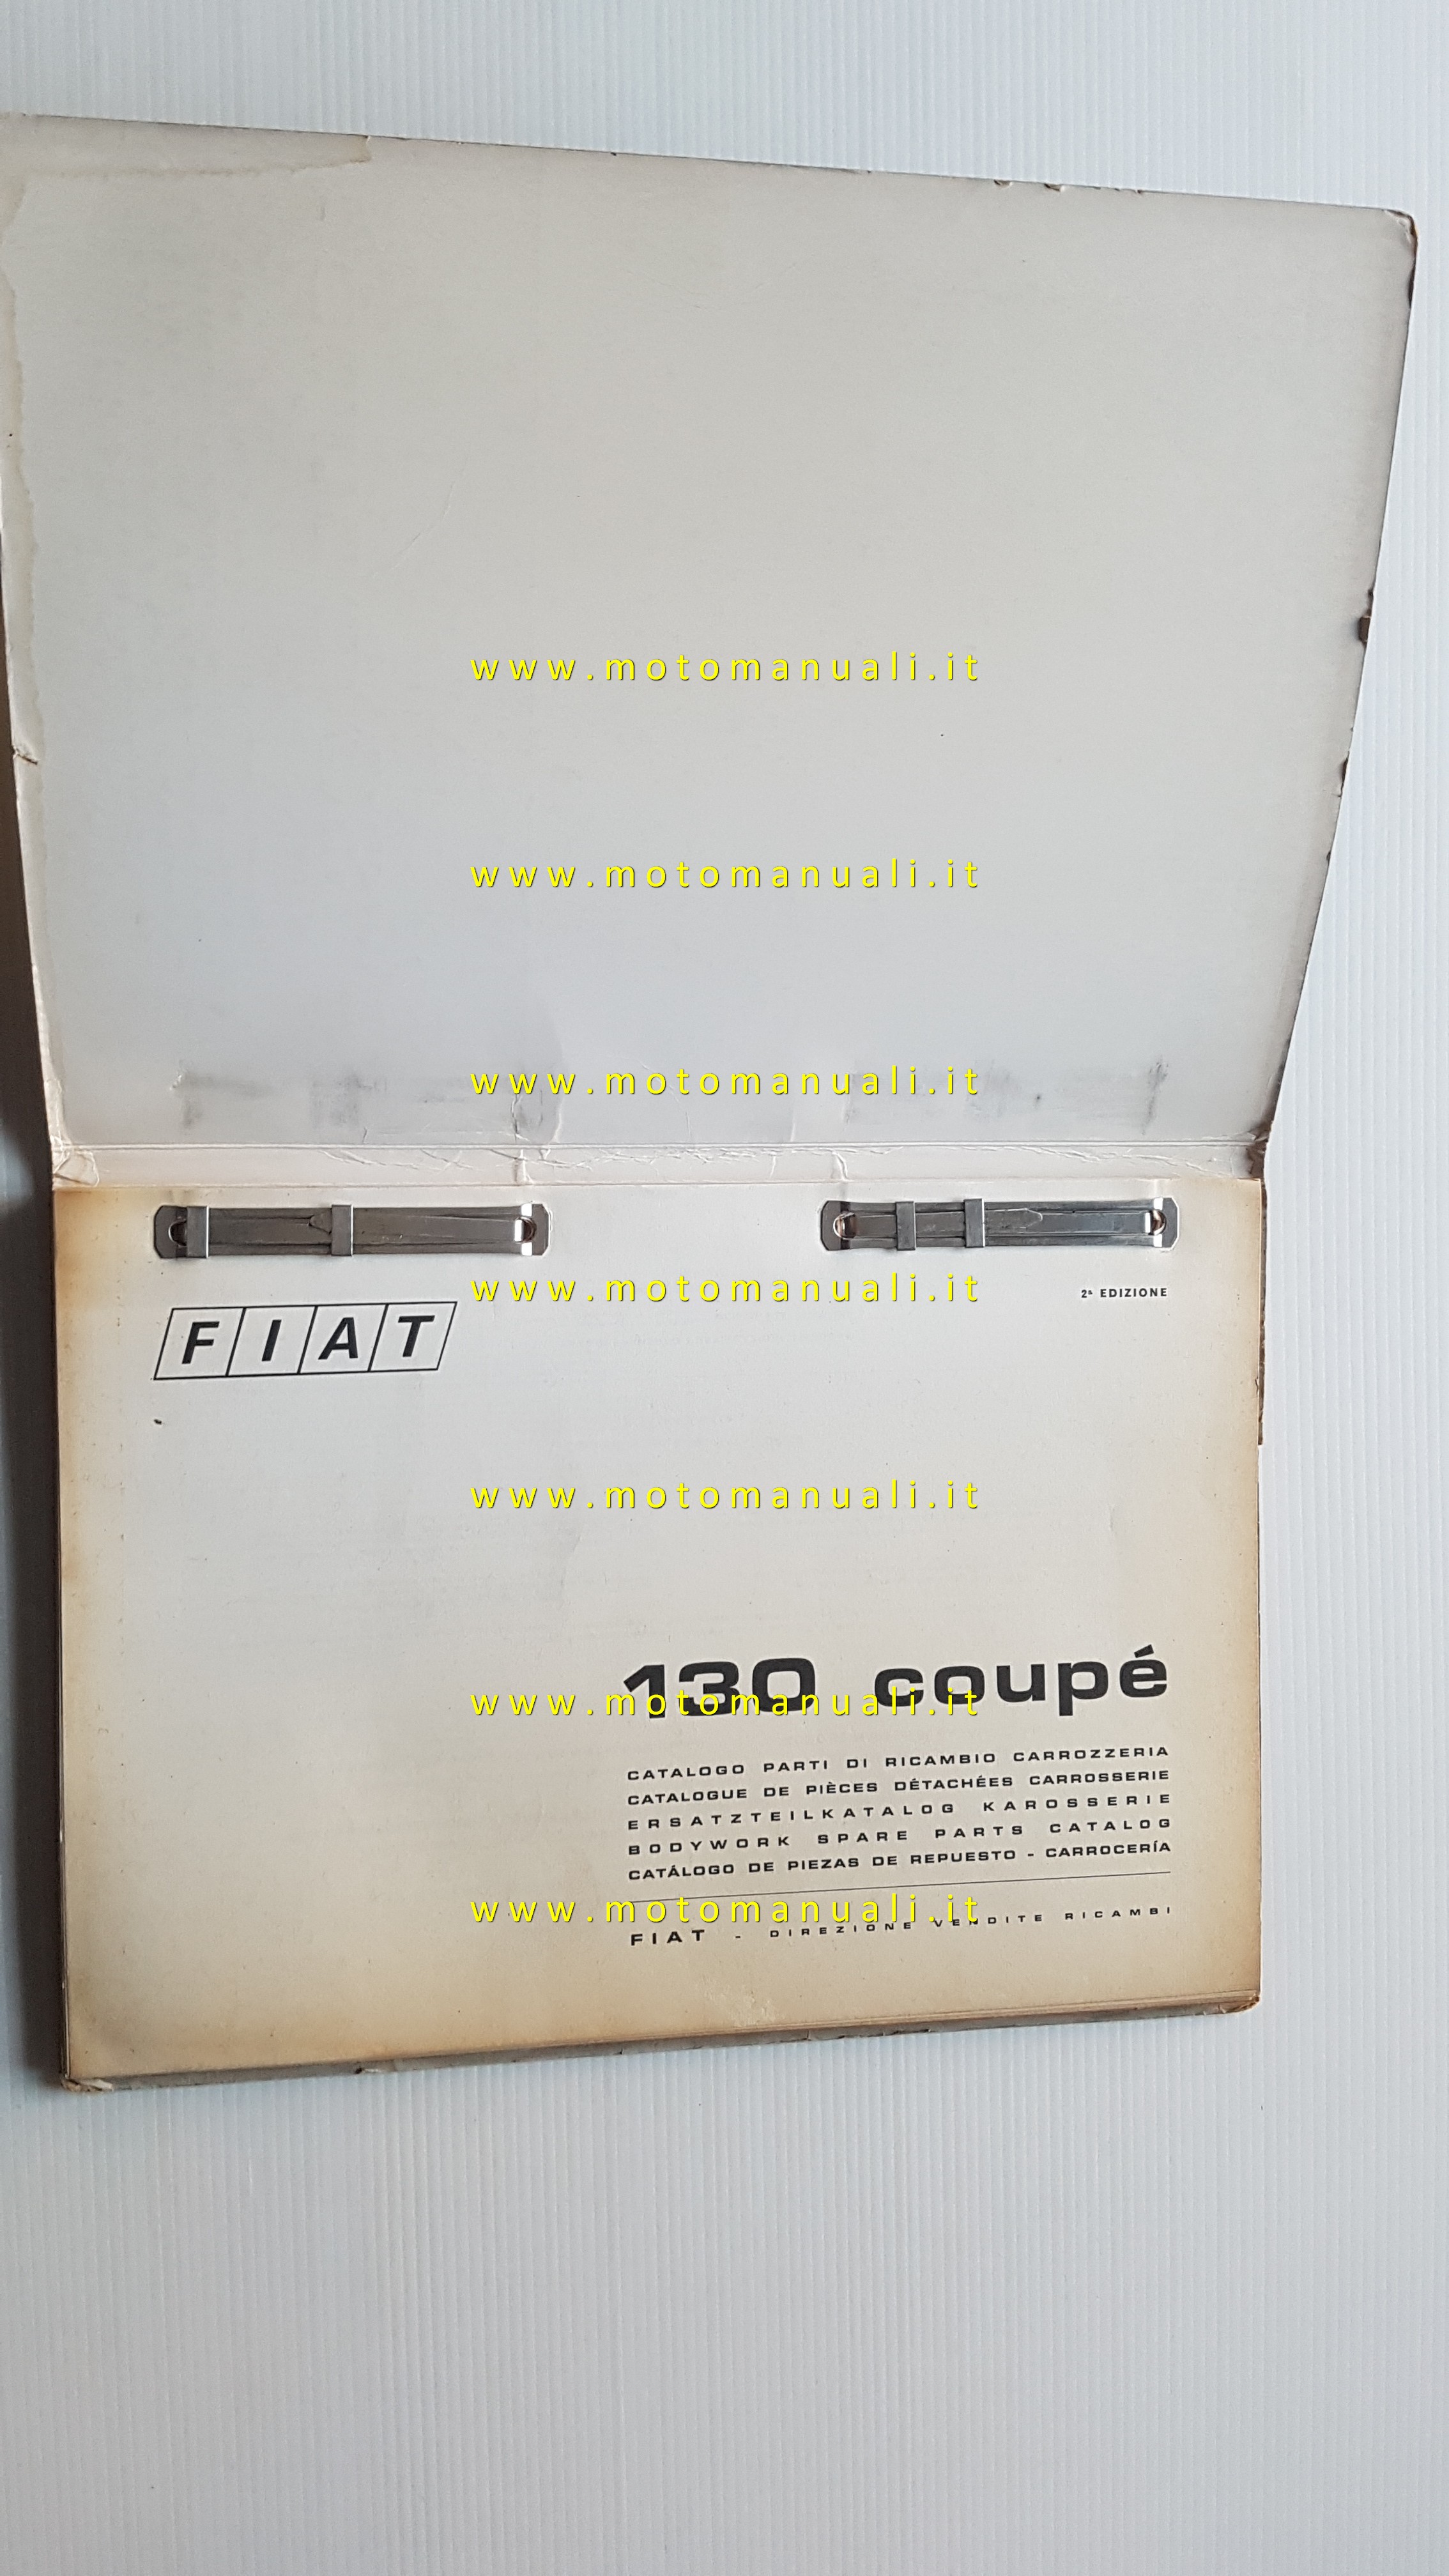 www.motomanuali.it
www.motomanuali.it
www.motomanuali.it
www.motomanuali.it
2ª EDIZIONE
FIAT
www.motomanuali.it
130 coupé
www.motomanuali.it
CATALOGO PARTI DI RICAMBIO CARROZZERIA
CATALOGUE DE PIÈCES DÉTACHÉES CARROSSERIE
ERSATZTEILKATALOG KAROSSERIE
BODYWORK SPARE PARTS CATALOG
CATÁLOGO DE PIEZAS DE REPUESTO - CARROCERÍA
www.motomanuali.it
FIAT - DIREZIONE VENDITE RICAMBI